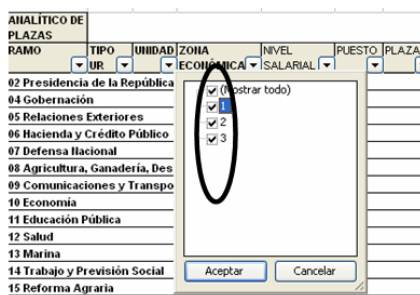 ANALÍTICO DE
PLAZAS
RAMO TIPO UR UNIDAD ZONA ECONÓMICA NIVEL SALARIAL PUESTO PLAZA
02 Presidencia de la República
04 Gobernación
05 Relaciones Exteriores
06 Hacienda y Crédito Público
07 Defensa Nacional
08 Agricultura, Ganadería, Des
09 Comunicaciones y Transpo
10 Economía
11 Educación Pública
12 Salud
13 Marina
14 Trabajo y Previsión Social
15 Reforma Agraria
(Mostrar todo)
1
2
3
Aceptar Cancelar